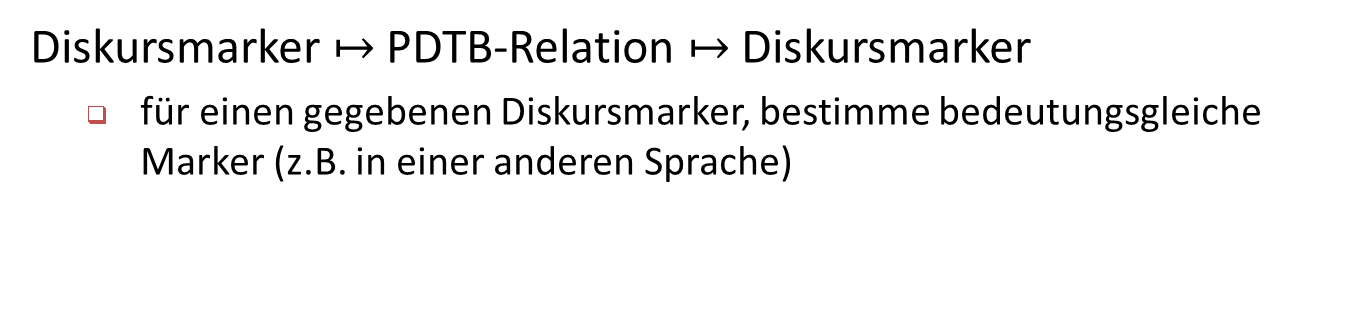 Diskursmarker ↦ PDTB-Relation ↦ Diskursmarker
für einen gegebenen Diskursmarker, bestimme bedeutungsgleiche
Marker (z.B. in einer anderen Sprache)